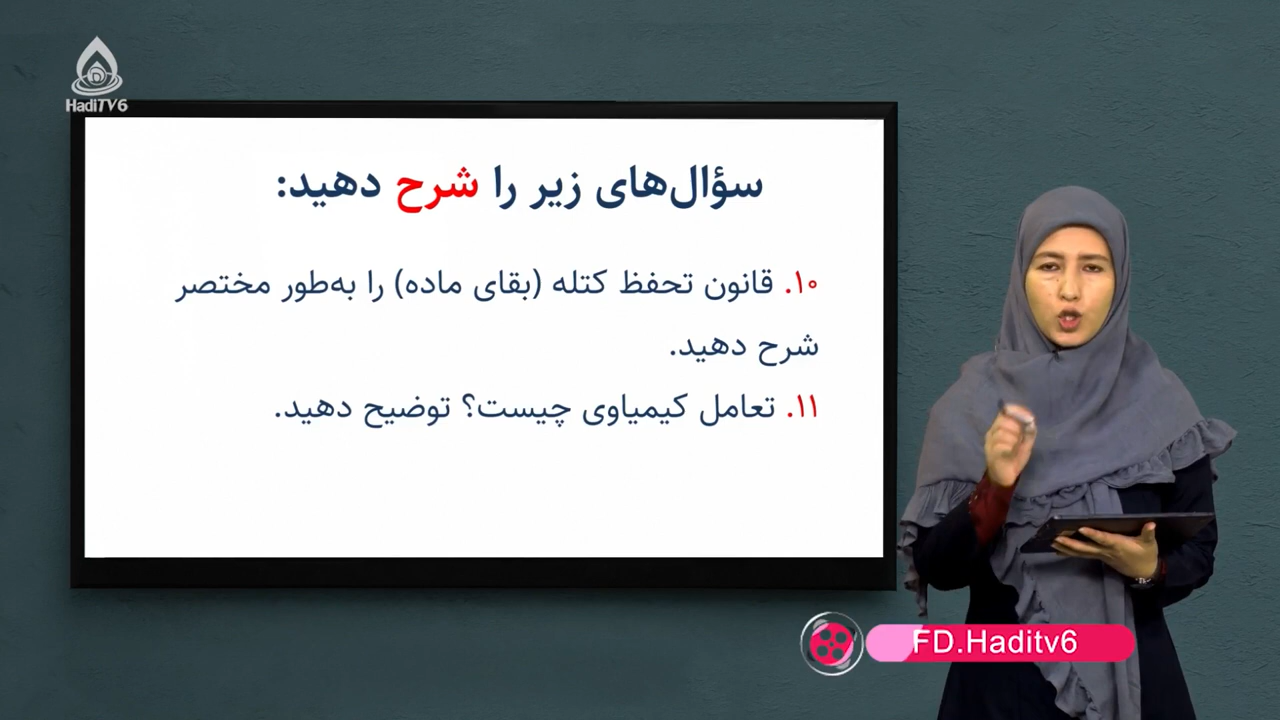 HadiTV6
سؤال‌های زیر را شرح دهید:
۱۰. قانون تحفظ کتله (بقای ماده) را به‌طور مختصر
شرح دهید.
۱۱. تعامل کیمیاوی چیست؟ توضیح دهید.
FD.Haditv6